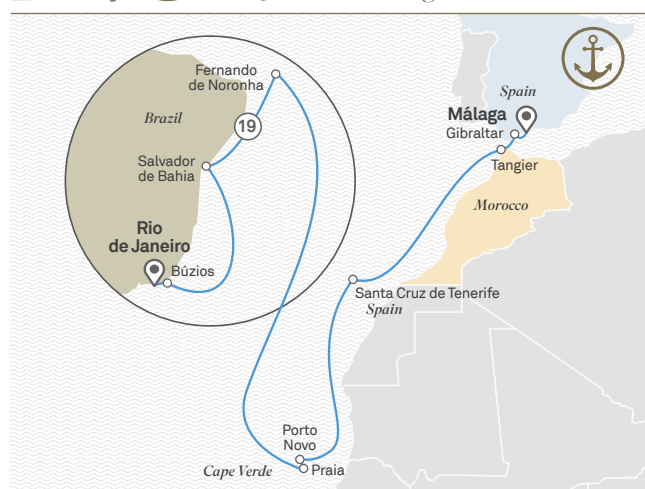 Fernando
de Noronha
Brazil
19
Salvador
de Bahia
Rio
de Janeiro
Búzios
Spain
Málaga
Gibraltar
Tangier
Morocco
Santa Cruz de Tenerife
Spain
Porto
Novo
Cape Verde
Praia